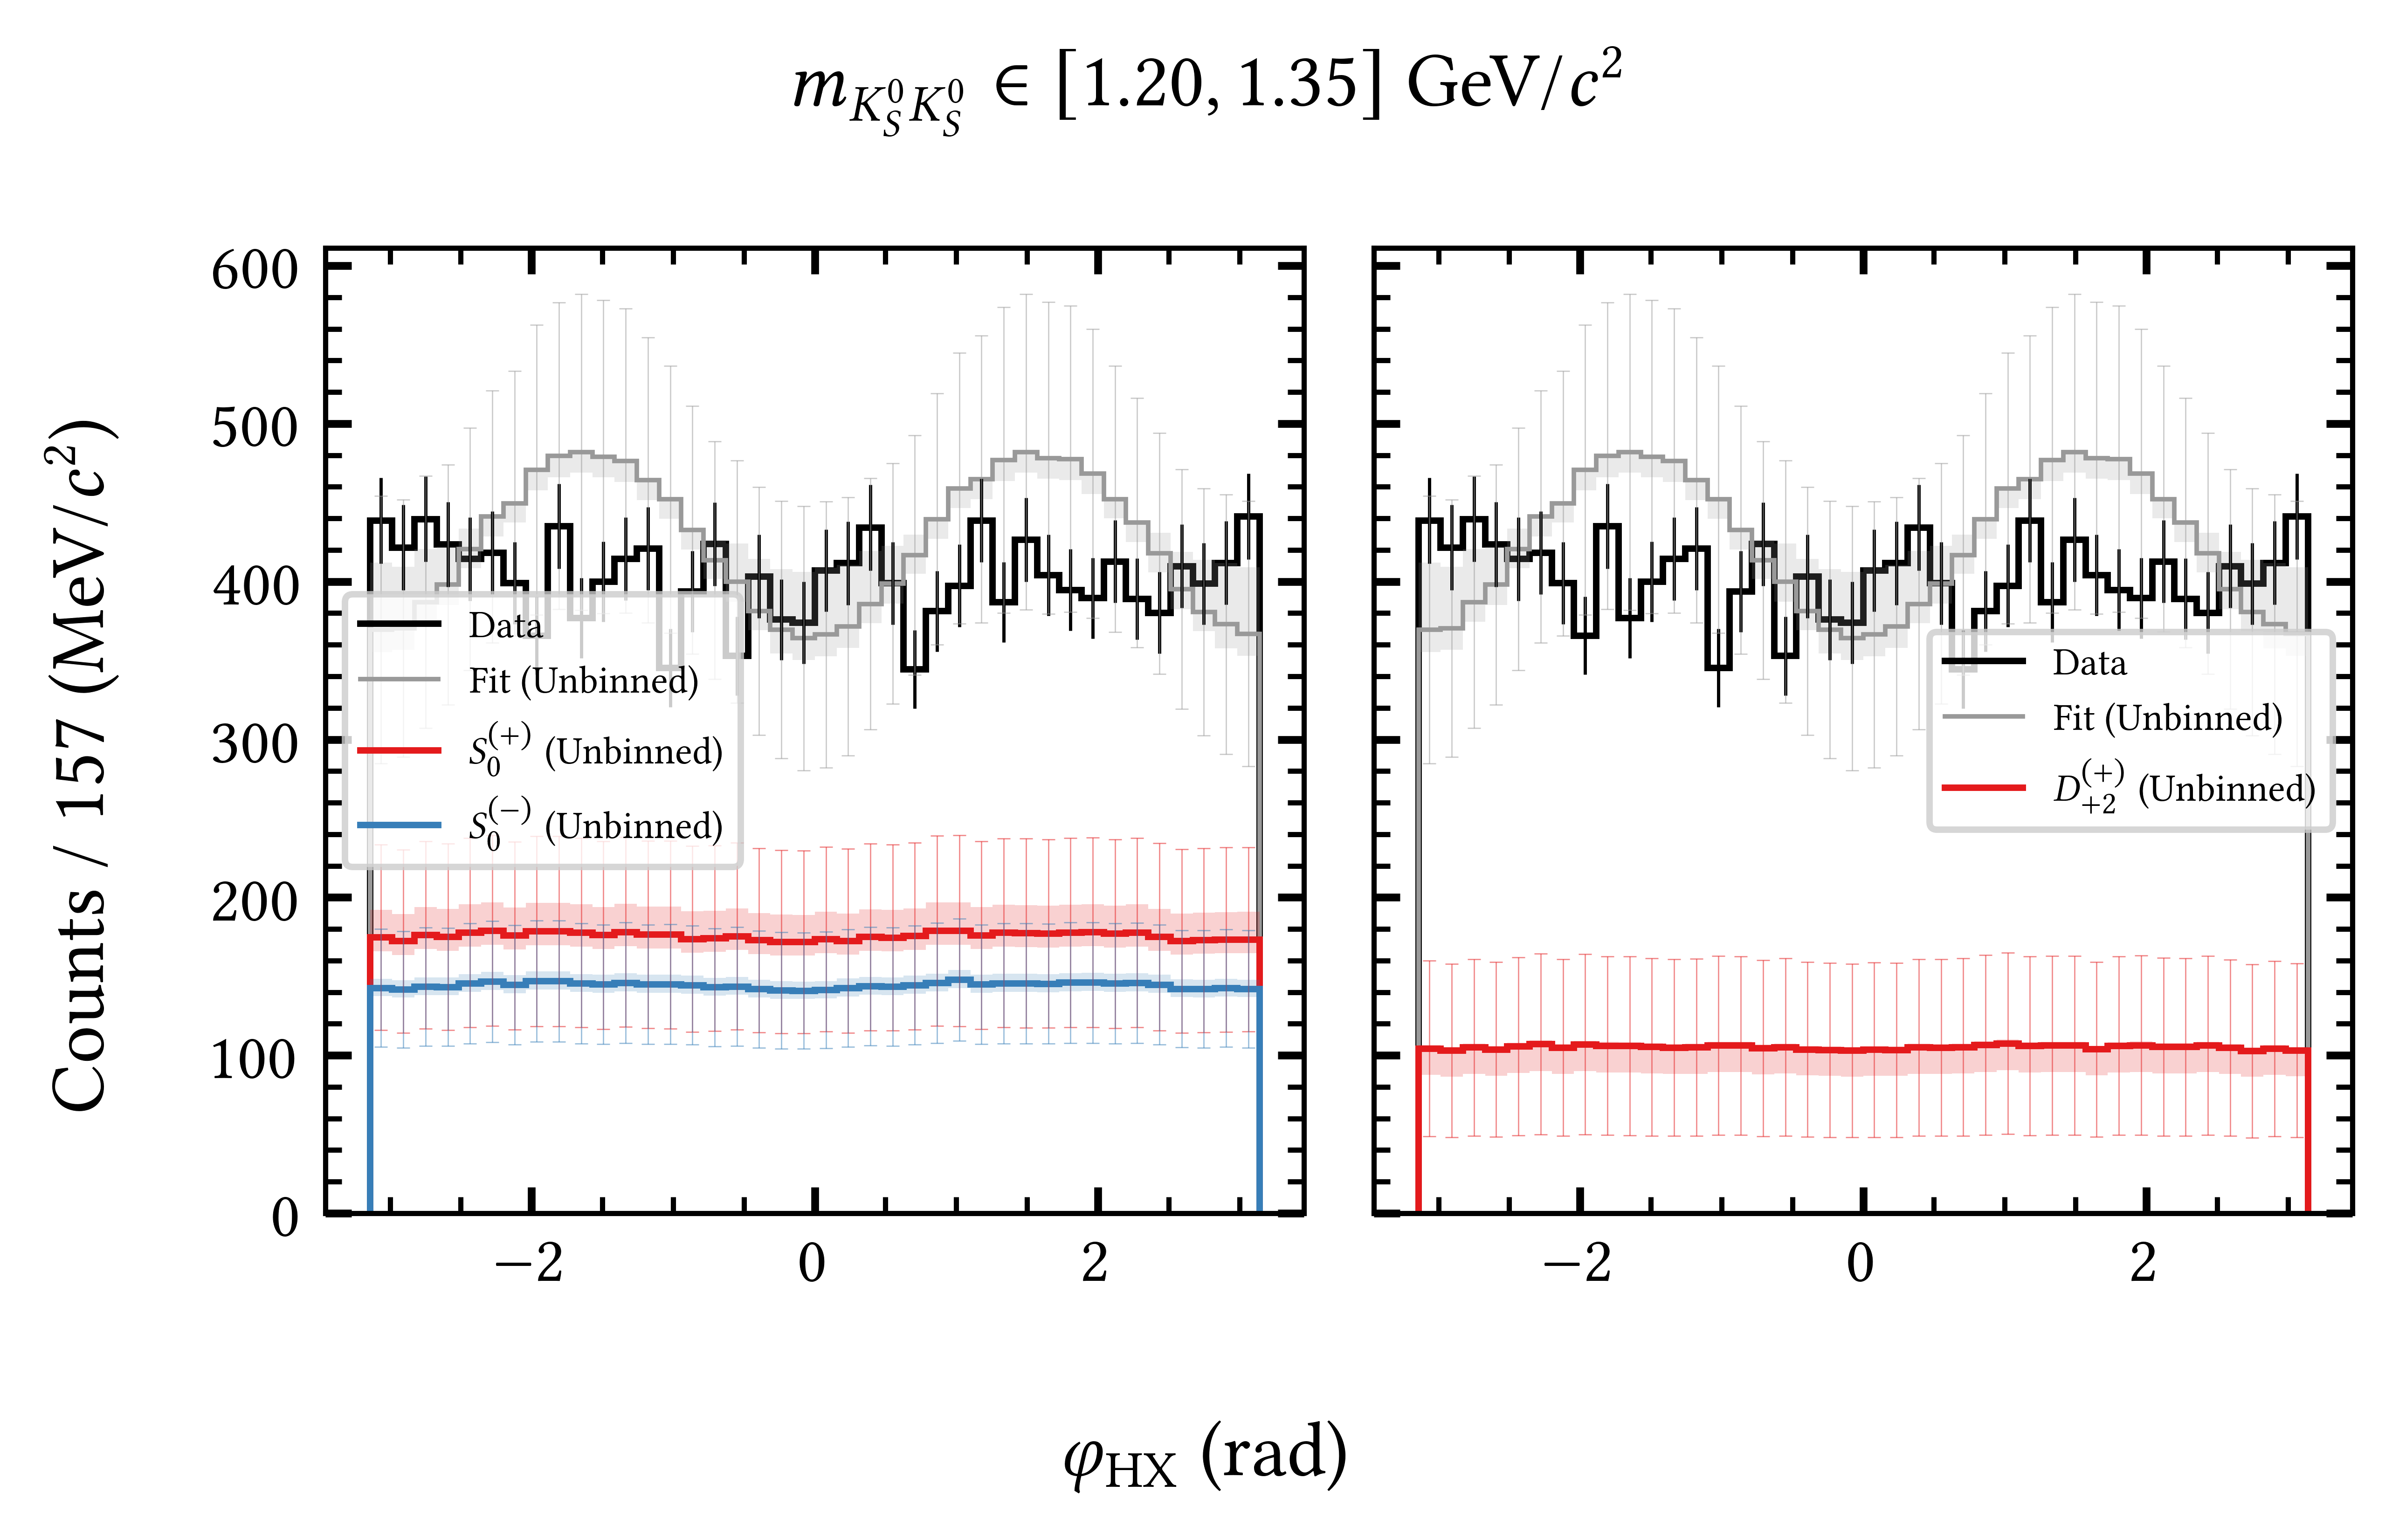 m_{K_S^0 K_S^0} ∈ [1.20, 1.35] GeV/c²
Counts / 157 (MeV/c²)
600
500
400
300
200
100
0
Data
Fit (Unbinned)
S_0^{(+)} (Unbinned)
S_0^{(−)} (Unbinned)
Data
Fit (Unbinned)
D_{+2}^{(+)} (Unbinned)
−2 0 2
−2 0 2
φ_{HX} (rad)